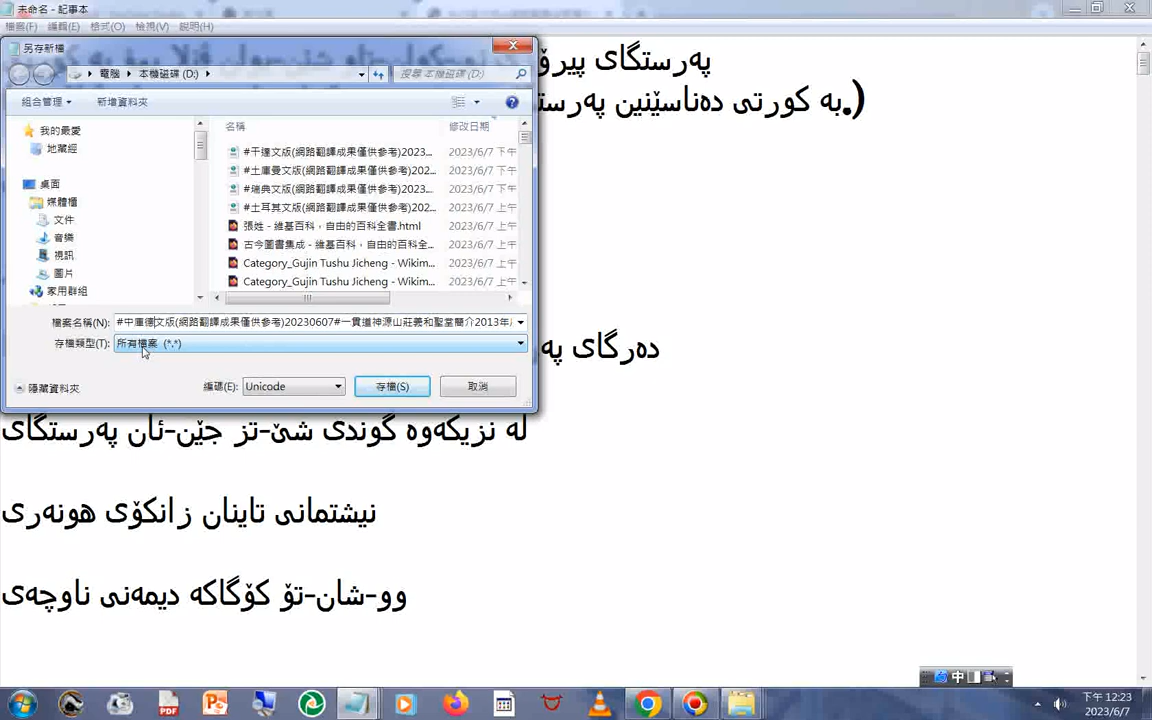 未命名 - 記事本
檔案(F) 編輯(E) 格式(O) 檢視(V) 說明(H)
另存新檔
電腦 本機磁碟 (D:)
搜尋 本機磁碟 (D:)
組合管理 新增資料夾
名稱 修改日期
我的最愛
地藏經
桌面
媒體櫃
文件
音樂
視訊
圖片
家用群組
#干達文版(網路翻譯成果僅供參考)2023... 2023/6/7 下午
#土庫曼文版(網路翻譯成果僅供參考)202... 2023/6/7 下午
#瑞典文版(網路翻譯成果僅供參考)2023... 2023/6/7 下午
#土耳其文版(網路翻譯成果僅供參考)202... 2023/6/7 上午
張姓 - 維基百科,自由的百科全書.html 2023/6/7 上午
古今圖書集成 - 維基百科,自由的百科全... 2023/6/7 上午
Category_Gujin Tushu Jicheng - Wikim... 2023/6/7 上午
Category_Gujin Tushu Jicheng - Wikim... 2023/6/7 上午
檔案名稱(N): #中庫德文版(網路翻譯成果僅供參考)20230607#一貫道神源山莊義和聖堂簡介2013年
存檔類型(T): 所有檔案 (*.*)
隱藏資料夾
編碼(E): Unicode
存檔(S)
取消
پەرستگای پیرۆ
بە کورتی دەناسێنین پەرست
دەرگای پە
لە نزیکەوە گوندی شێ-تز جێن-ئان پەرستگای
نیشتمانی تاینان زانکۆی هونەری
وو-شان-تۆ کۆگاکە دیمەنی ناوچەی
中
下午 12:23
2023/6/7